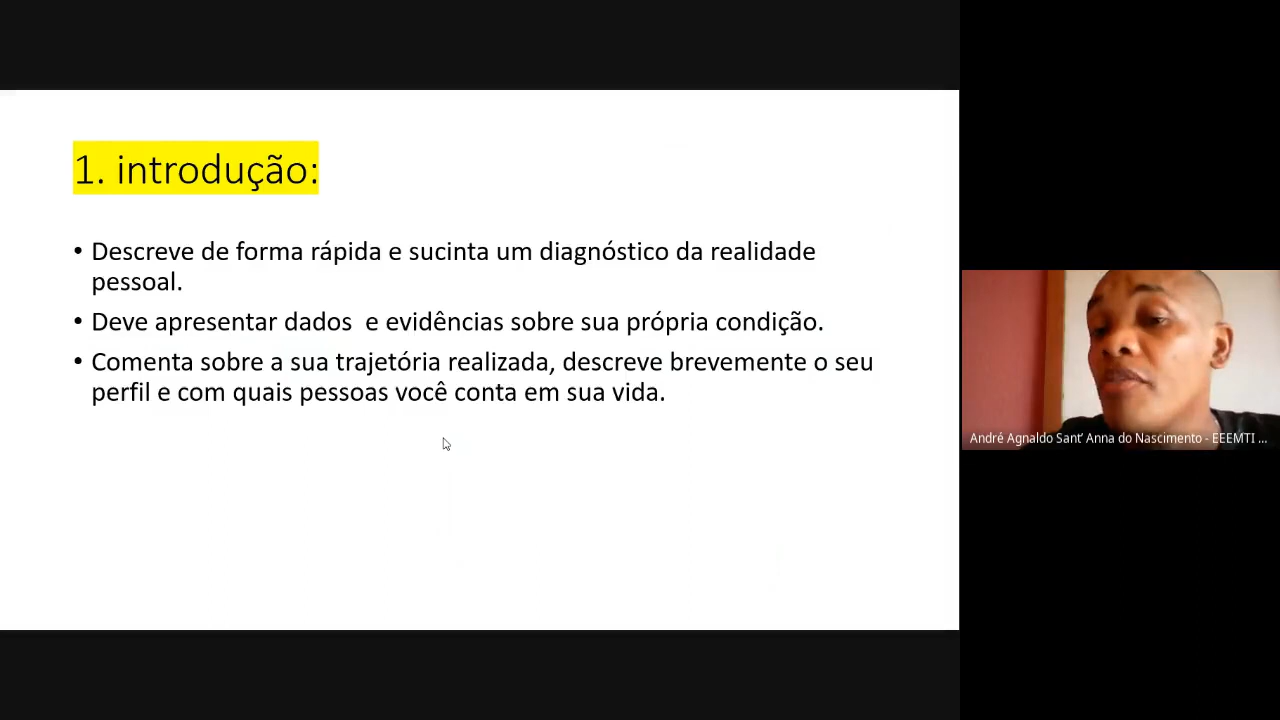 1. introdução:
• Descreve de forma rápida e sucinta um diagnóstico da realidade
pessoal.
• Deve apresentar dados  e evidências sobre sua própria condição.
• Comenta sobre a sua trajetória realizada, descreve brevemente o seu
perfil e com quais pessoas você conta em sua vida.
André Agnaldo Sant’ Anna do Nascimento - EEEMTI ...